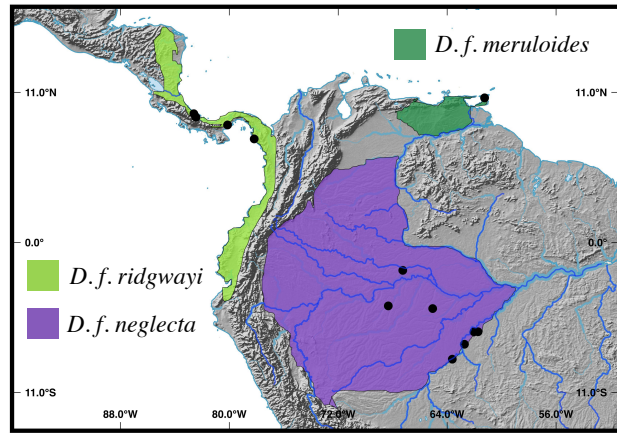 D. f. meruloides
11.0°N
11.0°N
0.0°
0.0°
D. f. ridgwayi
D. f. neglecta
11.0°S
11.0°S
88.0°W
80.0°W
72.0°W
64.0°W
56.0°W